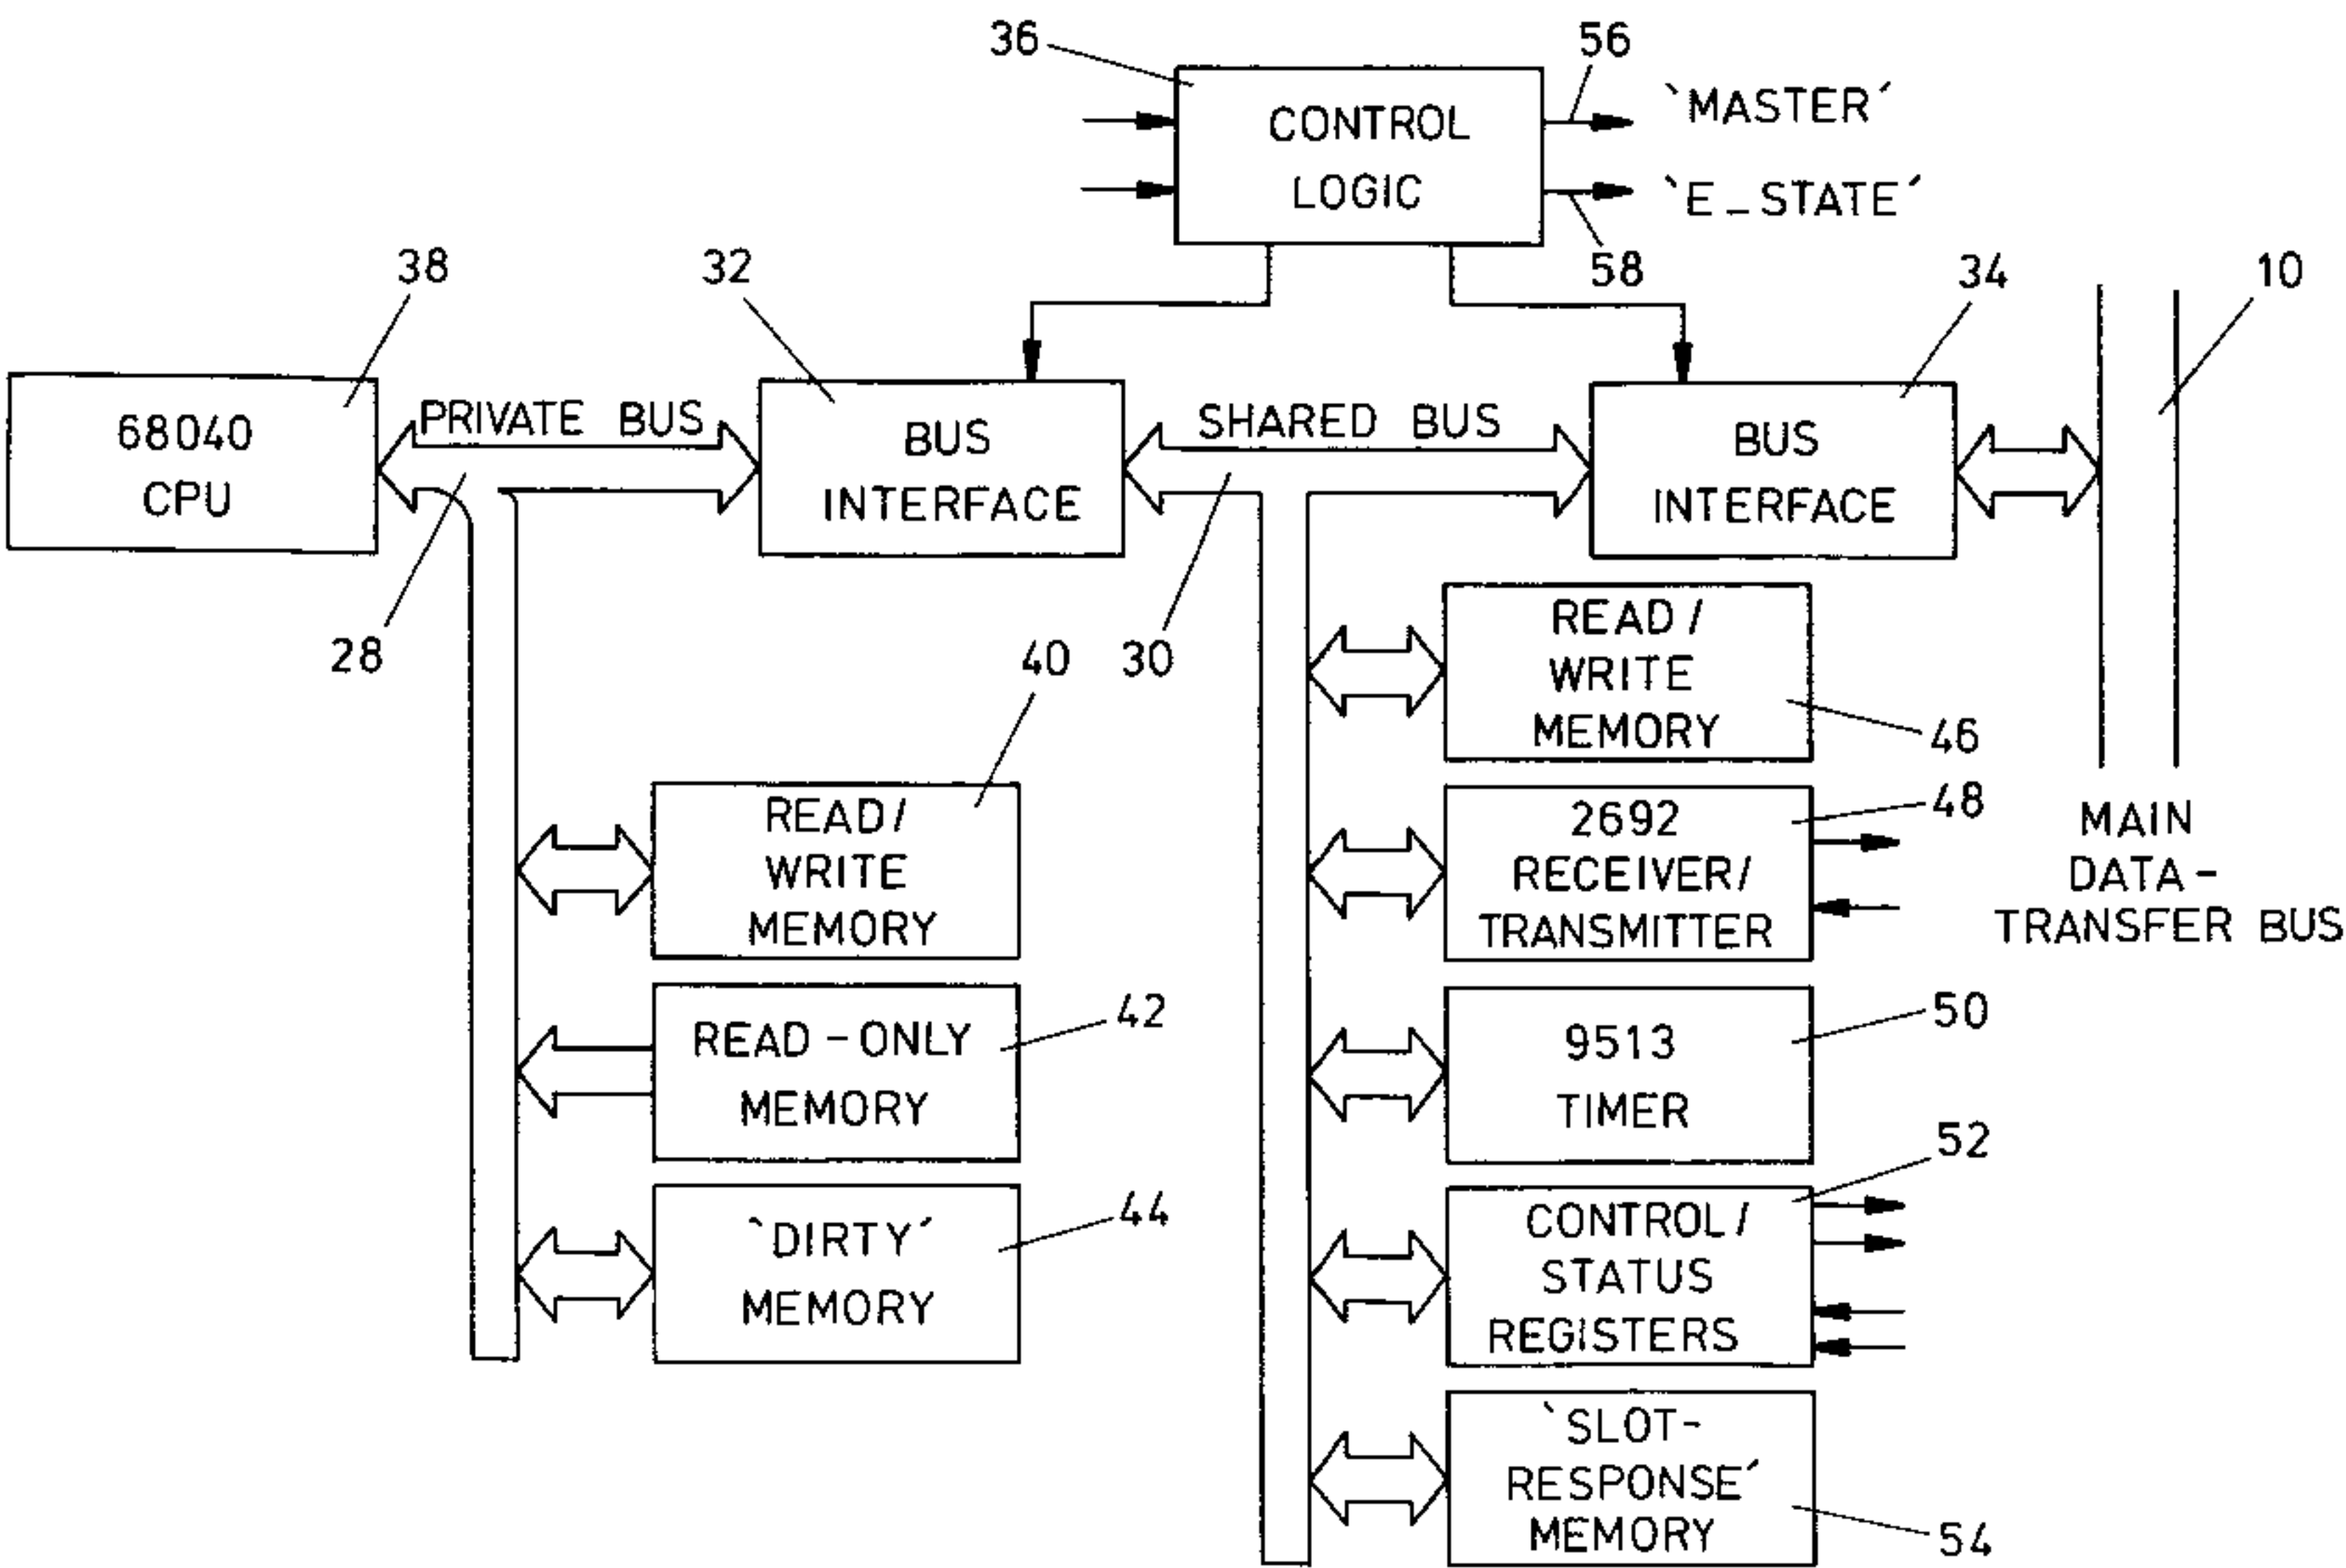 36
56
CONTROL
LOGIC
`MASTER´
`E_STATE´
58
38
32
34
10
68040
CPU
PRIVATE BUS
BUS
INTERFACE
SHARED BUS
BUS
INTERFACE
28
30
40
READ/
WRITE
MEMORY
42
READ-ONLY
MEMORY
44
`DIRTY´
MEMORY
READ/
WRITE
MEMORY
46
2692
RECEIVER/
TRANSMITTER
48
MAIN
DATA-
TRANSFER BUS
9513
TIMER
50
CONTROL/
STATUS
REGISTERS
52
`SLOT-
RESPONSE´
MEMORY
54